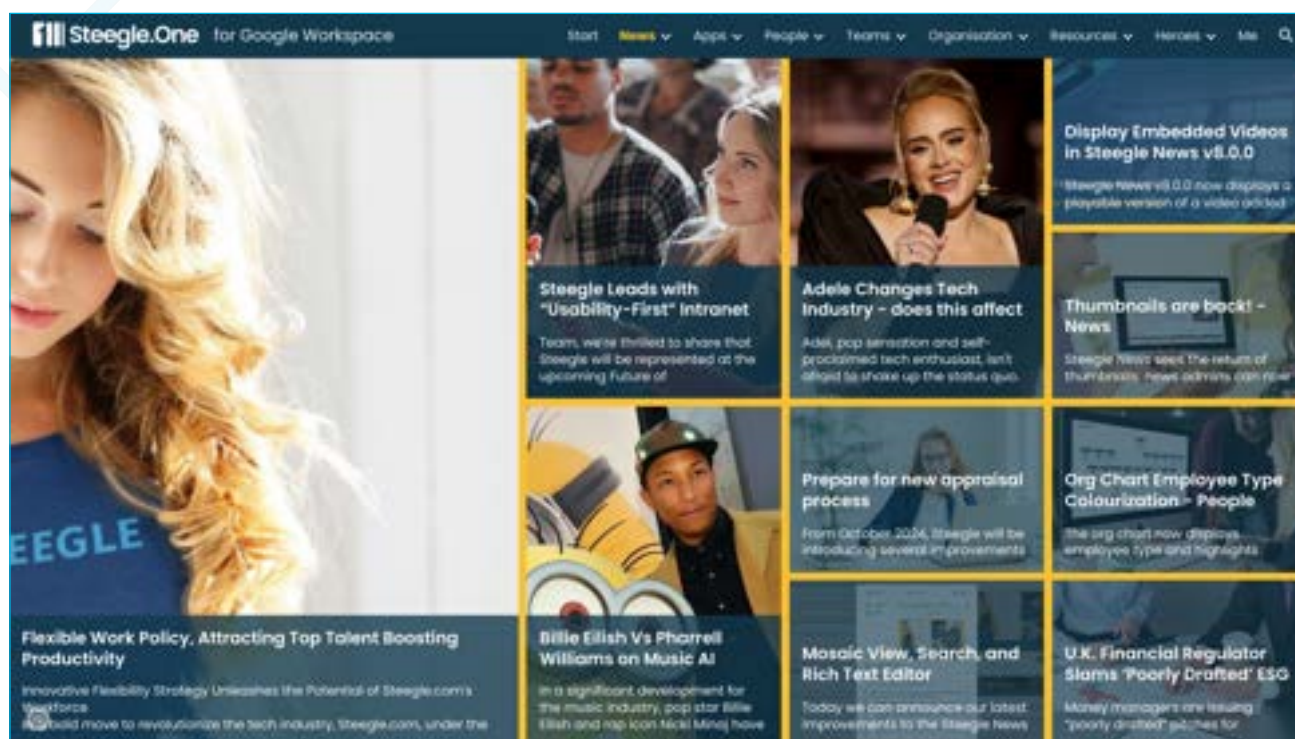 Steegle.One for Google Workspace
Start News Apps People Teams Organisation Resources Heroes Me
EEGLE
Flexible Work Policy, Attracting Top Talent Boosting
Productivity
Innovative Flexibility Strategy Unleashes the Potential of Steegle.com's
Workforce
bold move to revolutionize the tech industry, Steegle.com, under the
Steegle Leads with
"Usability-First" Intranet
Team, we're thrilled to share that
Steegle will be represented at the
upcoming Future of
Adele Changes Tech
Industry - does this affect
Adel, pop sensation and self-
proclaimed tech enthusiast, isn't
afraid to shake up the status quo.
Display Embedded Videos
in Steegle News v8.0.0
Steegle News v8.0.0 now displays a
playable version of a video added
Thumbnails are back! -
News
Steegle News sees the return of
thumbnails: news admins can now
Billie Eilish Vs Pharrell
Williams on Music AI
In a significant development for
the music industry, pop star Billie
Eilish and rap icon Nicki Minaj have
Prepare for new appraisal
process
From October 2024, Steegle will be
introducing several improvements
Org Chart Employee Type
Colourization - People
The org chart now displays
employee type and highlights
Mosaic View, Search, and
Rich Text Editor
Today we can announce our latest
improvements to the Steegle News
U.K. Financial Regulator
Slams 'Poorly Drafted' ESG
Money managers are issuing
"poorly drafted" pitches for